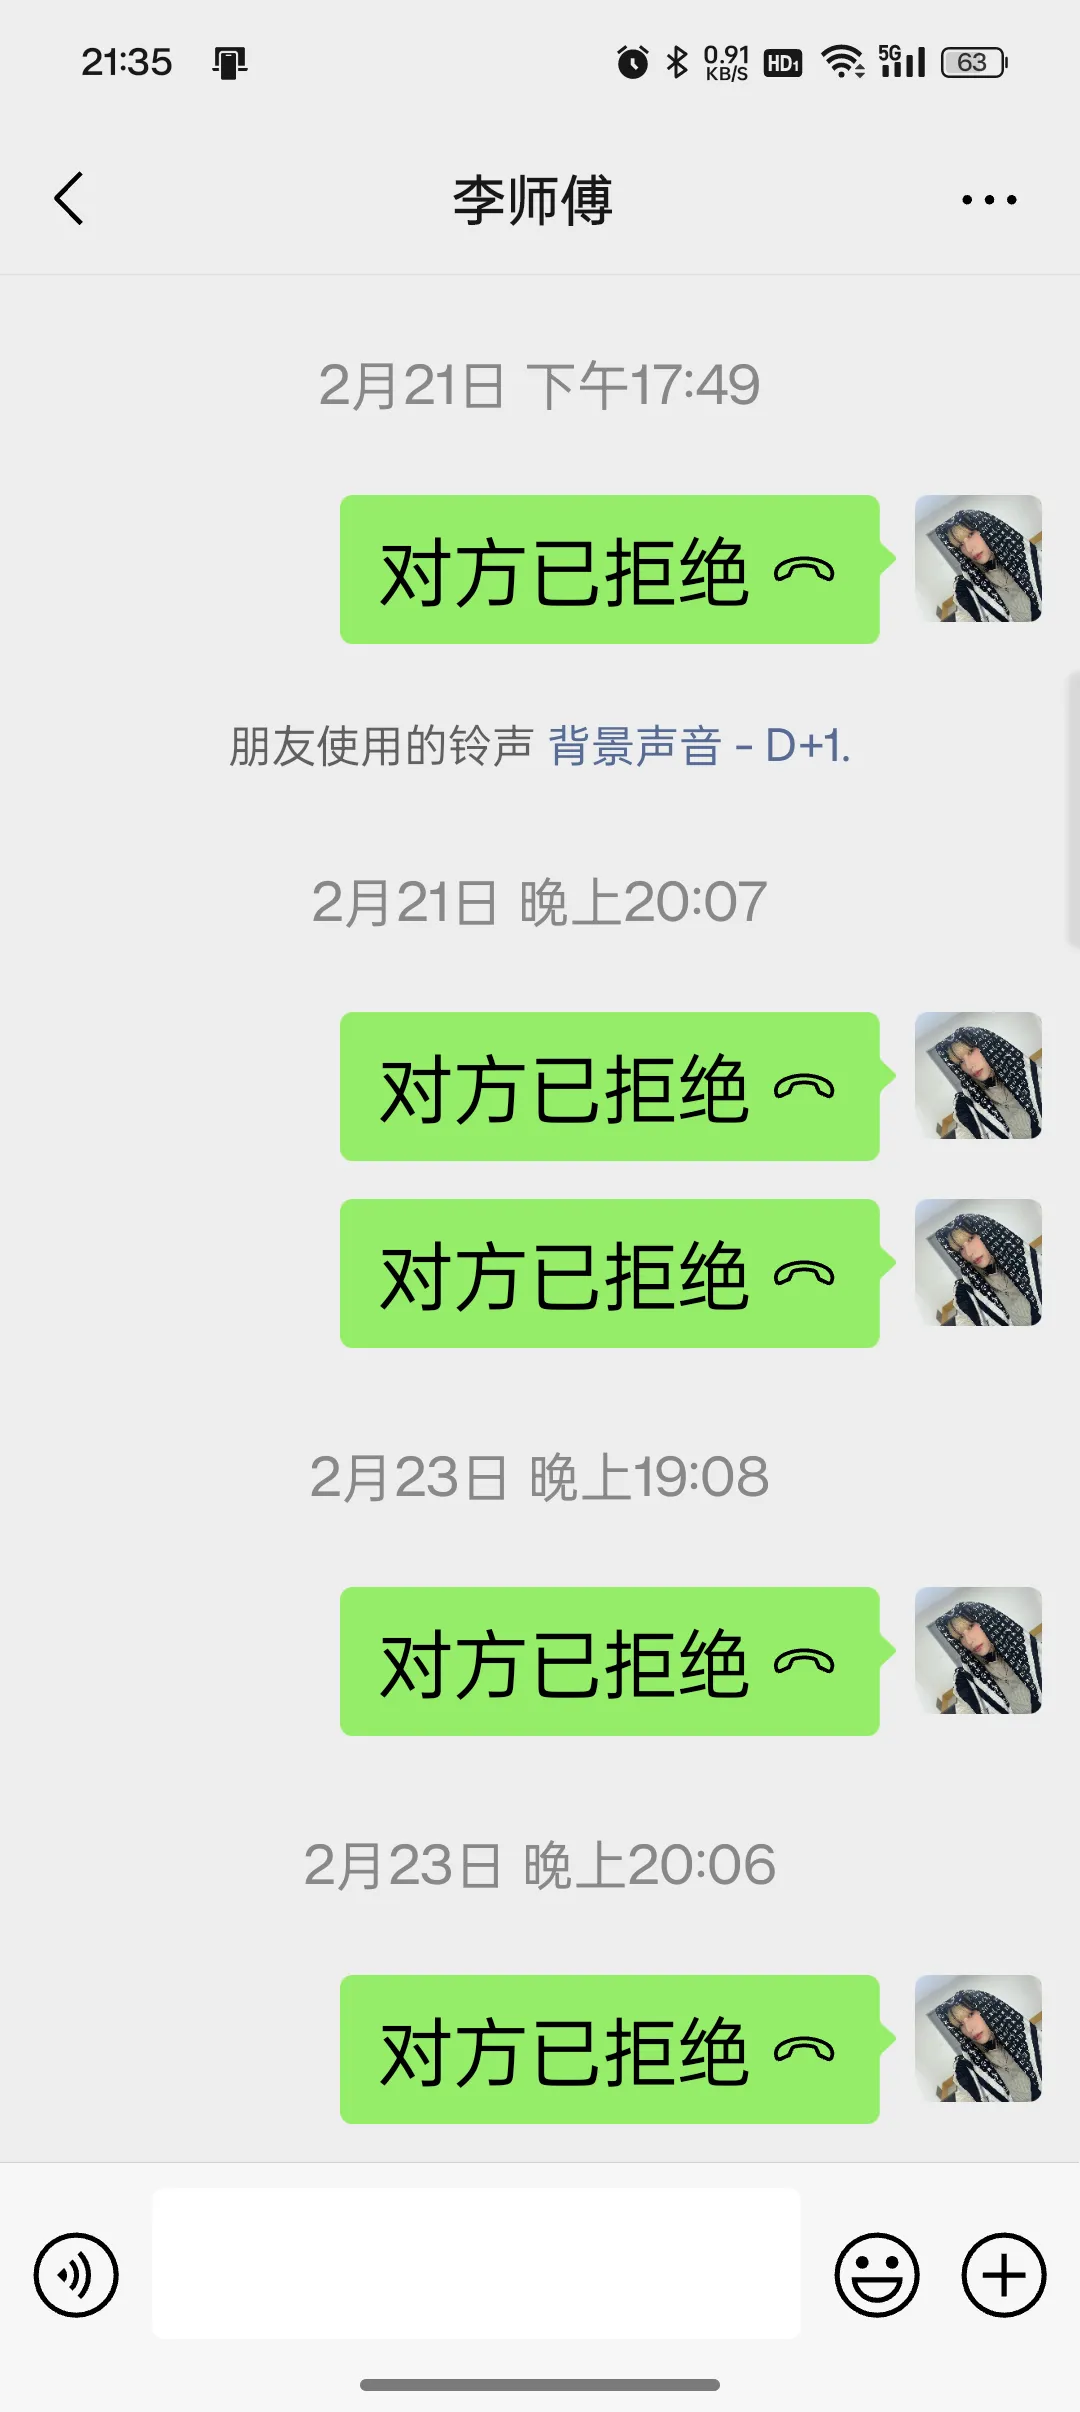 21:35
0.91 KB/S HD1 5G 63
李师傅
2月21日 下午17:49
对方已拒绝
朋友使用的铃声 背景声音 - D+1.
2月21日 晚上20:07
对方已拒绝
对方已拒绝
2月23日 晚上19:08
对方已拒绝
2月23日 晚上20:06
对方已拒绝